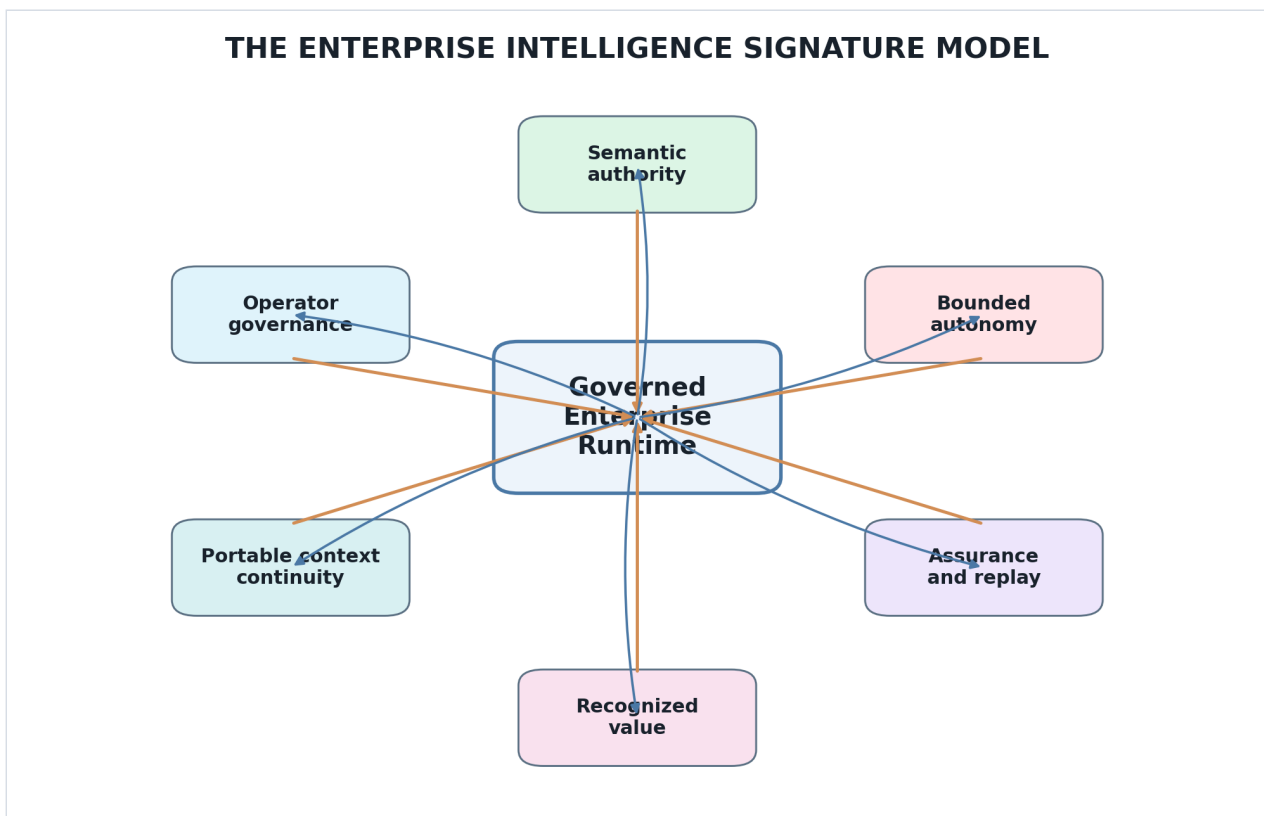 THE ENTERPRISE INTELLIGENCE SIGNATURE MODEL
Semantic
authority
Operator
governance
Bounded
autonomy
Governed
Enterprise
Runtime
Portable context
continuity
Assurance
and replay
Recognized
value